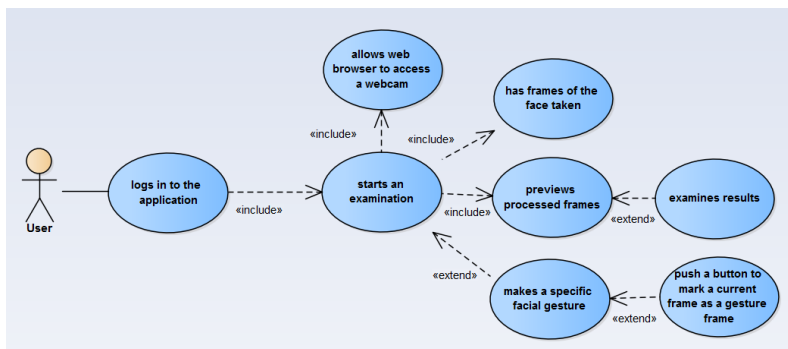 allows web
browser to access
a webcam
has frames of the
face taken
«include»
«include»
logs in to the
application
starts an
examination
previews
processed frames
examines results
«include»
«include»
«extend»
User
«extend»
makes a specific
facial gesture
push a button to
mark a current
frame as a gesture
frame
«extend»